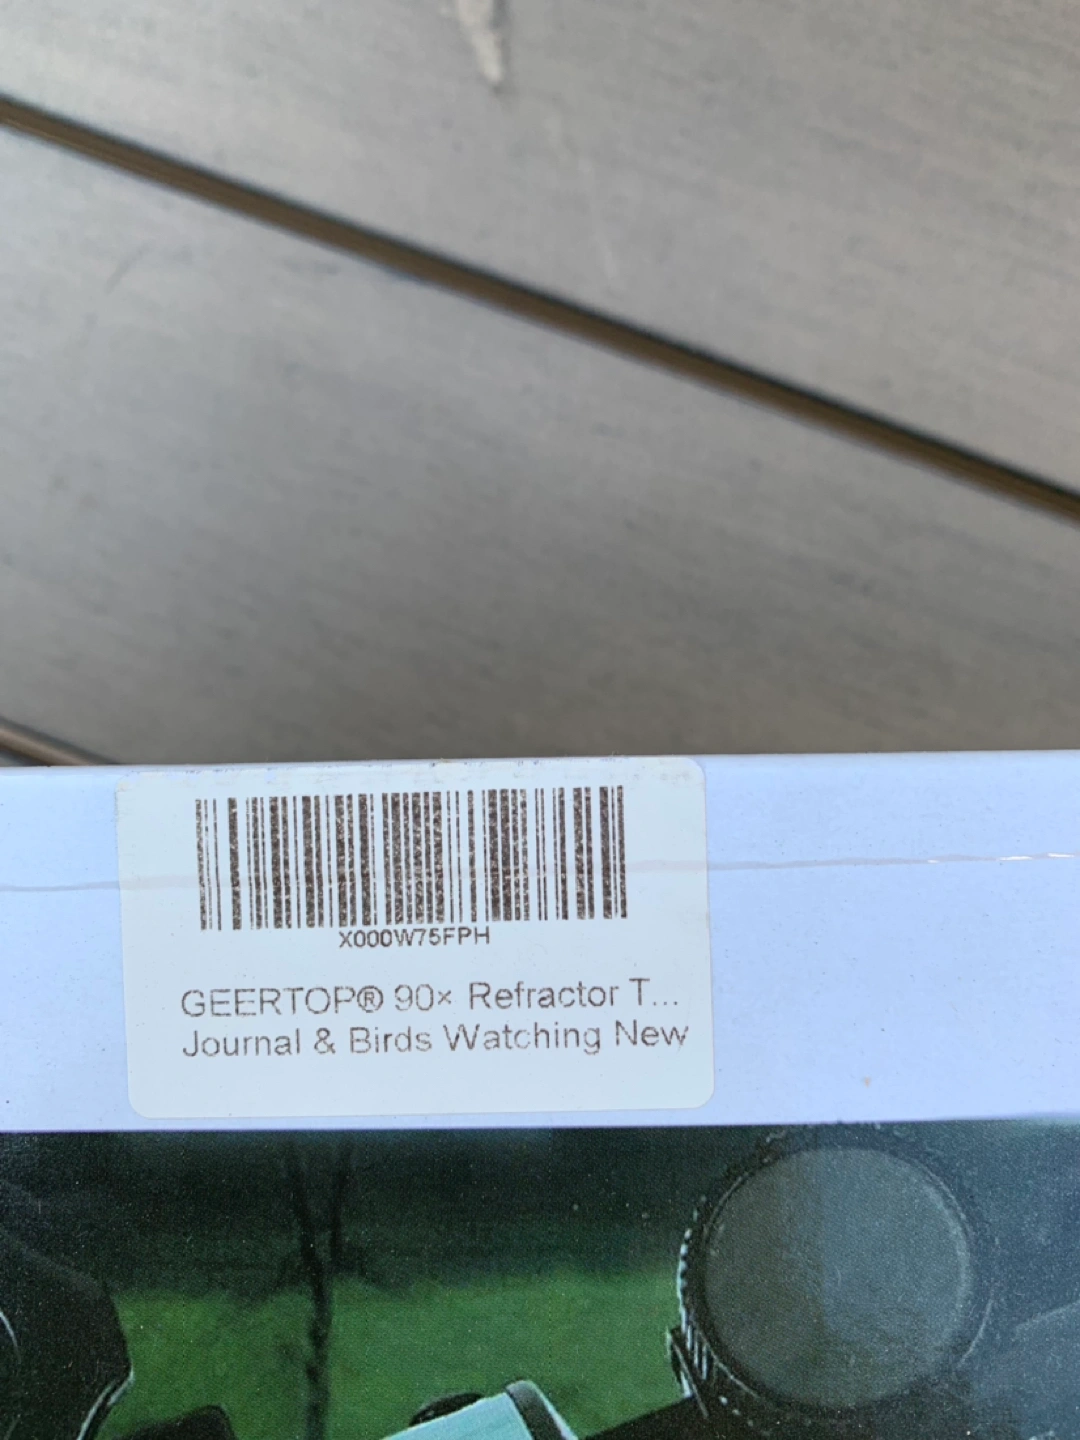 X000W75FPH
GEERTOP® 90× Refractor T...
Journal & Birds Watching New